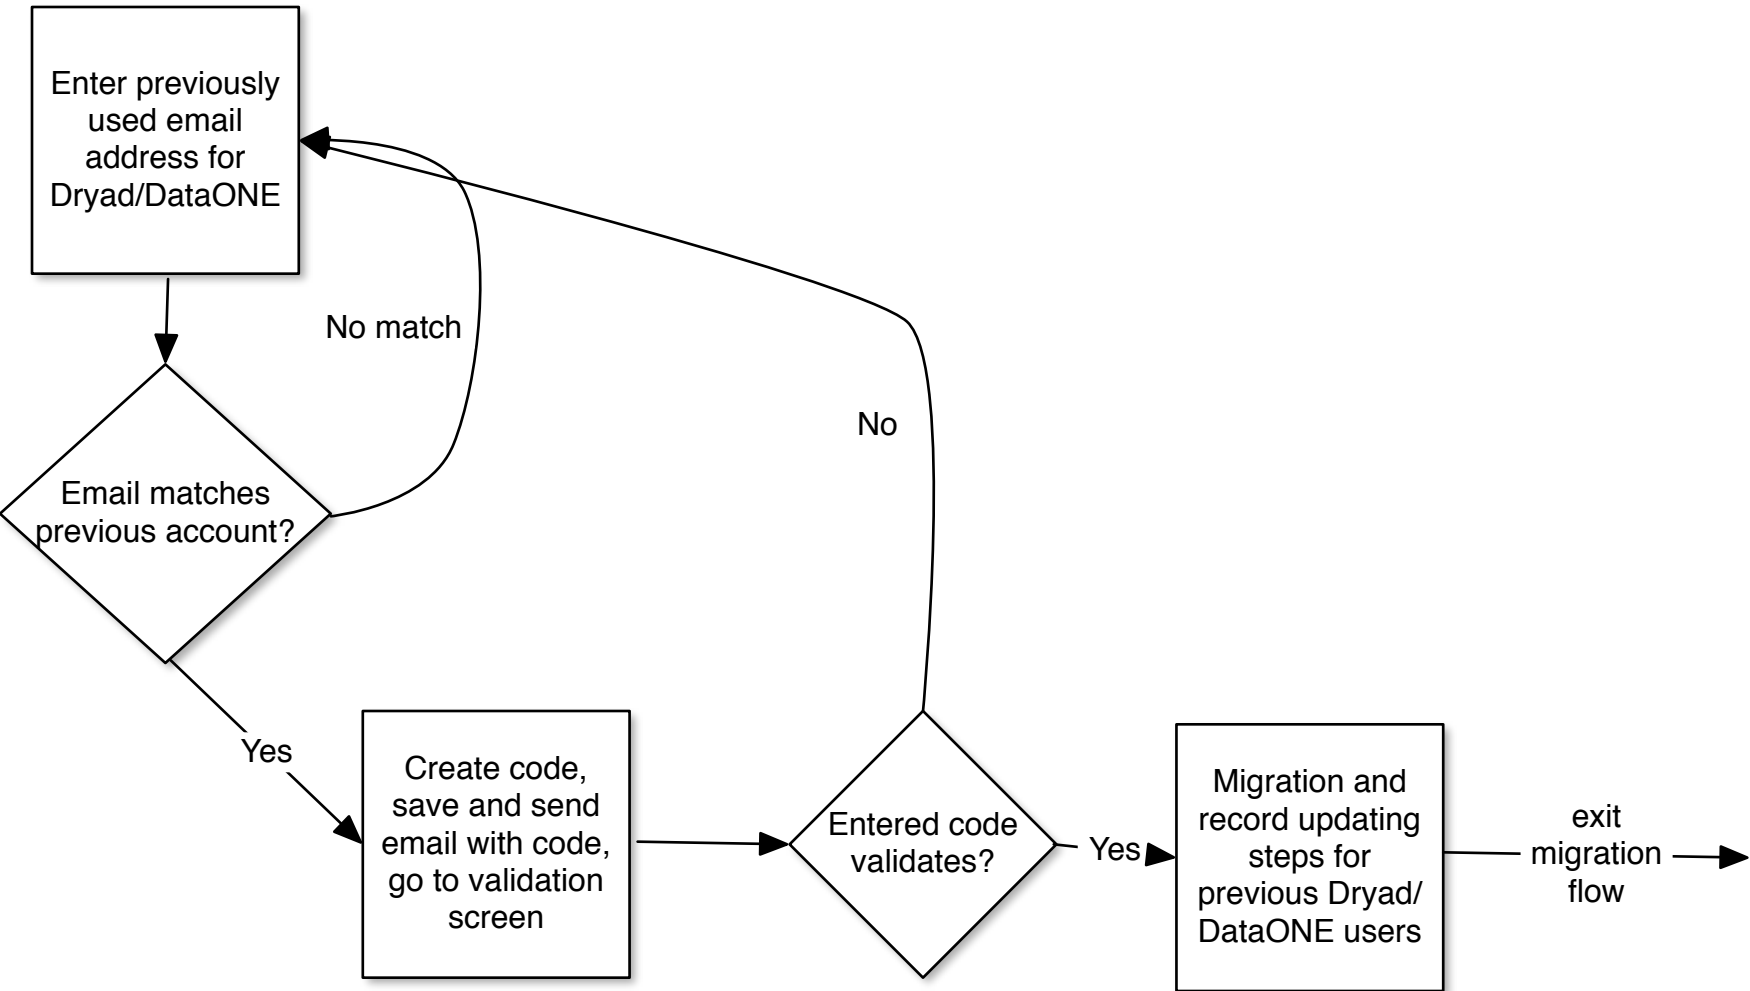 Enter previously
used email
address for
Dryad/DataONE
No match
No
Email matches
previous account?
Yes
Create code,
save and send
email with code,
go to validation
screen
Entered code
validates?
Yes
Migration and
record updating
steps for
previous Dryad/
DataONE users
exit
migration
flow